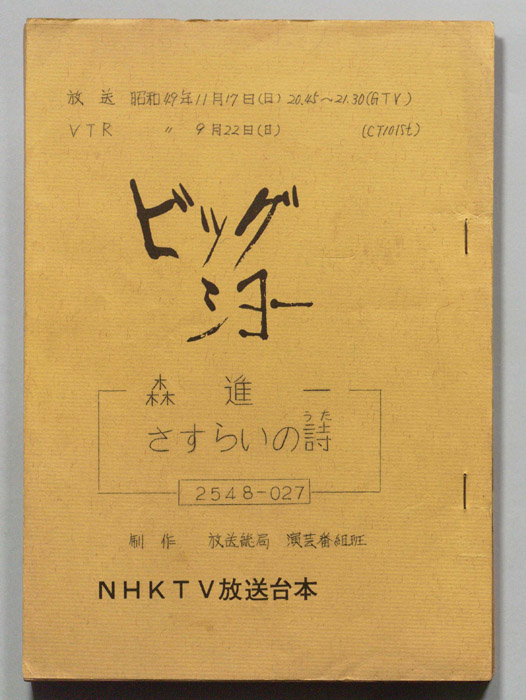 放送 昭和49年11月17日(日) 20.45〜21.30(GTV)
VTR 〃 9月22日(日) (CT101St)
ビッグ
ショー
森進一
うた
さすらいの詩
2548-027
制作 放送総局 演芸番組班
NHKTV放送台本